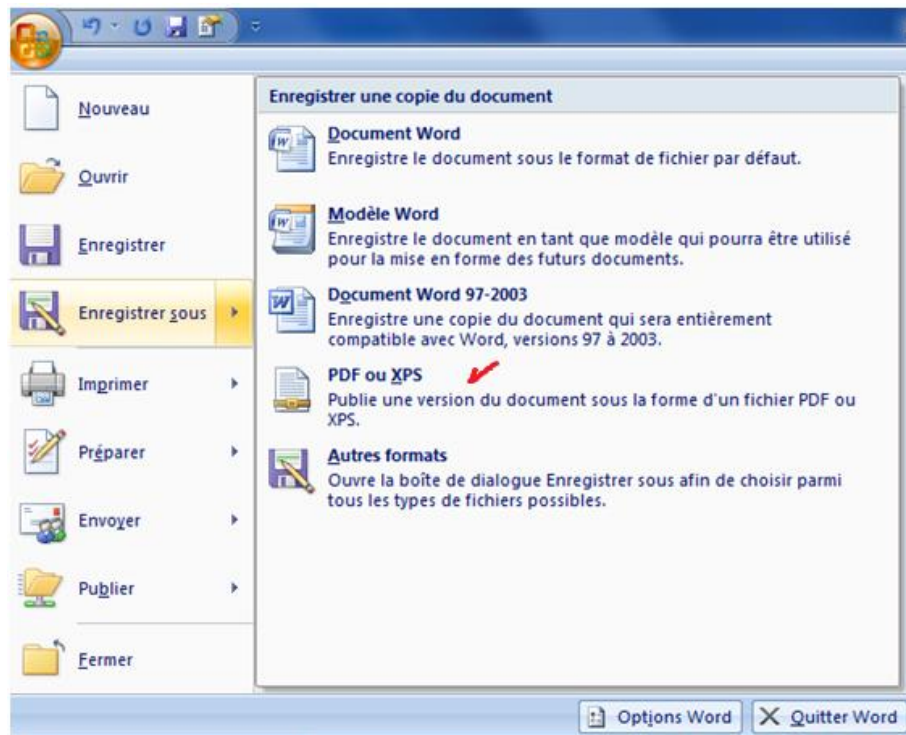 Nouveau
Ouvrir
Enregistrer
Enregistrer sous
Imprimer
Préparer
Envoyer
Publier
Fermer
Enregistrer une copie du document
Document Word
Enregistre le document sous le format de fichier par défaut.
Modèle Word
Enregistre le document en tant que modèle qui pourra être utilisé
pour la mise en forme des futurs documents.
Document Word 97-2003
Enregistre une copie du document qui sera entièrement
compatible avec Word, versions 97 à 2003.
PDF ou XPS
Publie une version du document sous la forme d'un fichier PDF ou
XPS.
Autres formats
Ouvre la boîte de dialogue Enregistrer sous afin de choisir parmi
tous les types de fichiers possibles.
Options Word
Quitter Word